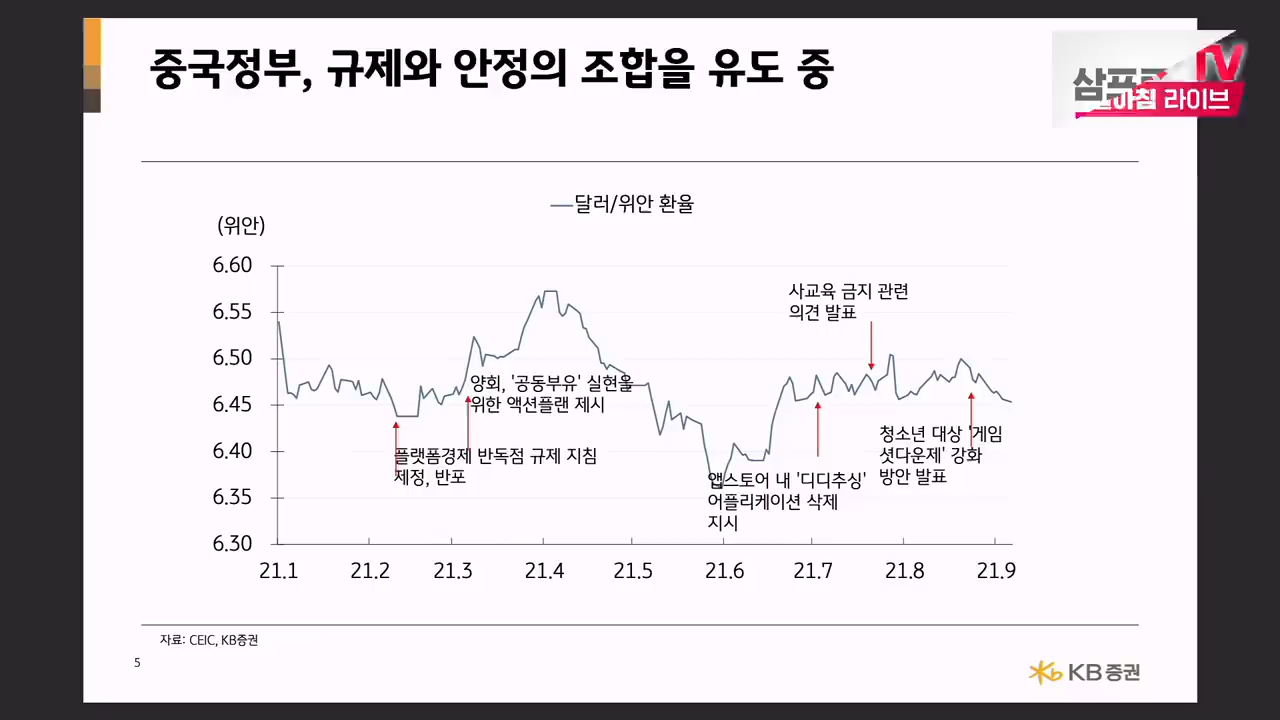 중국정부, 규제와 안정의 조합을 유도 중
TV
아침 라이브
달러/위안 환율
(위안)
6.60
6.55
6.50
6.45
6.40
6.35
6.30
사교육 금지 관련
의견 발표
양회, '공동부유' 실현을
위한 액션플랜 제시
플랫폼경제 반독점 규제 지침
제정, 반포
앱스토어 내 '디디추싱'
어플리케이션 삭제
지시
청소년 대상 '게임
셧다운제' 강화
방안 발표
21.1 21.2 21.3 21.4 21.5 21.6 21.7 21.8 21.9
자료: CEIC, KB증권
5
KB증권